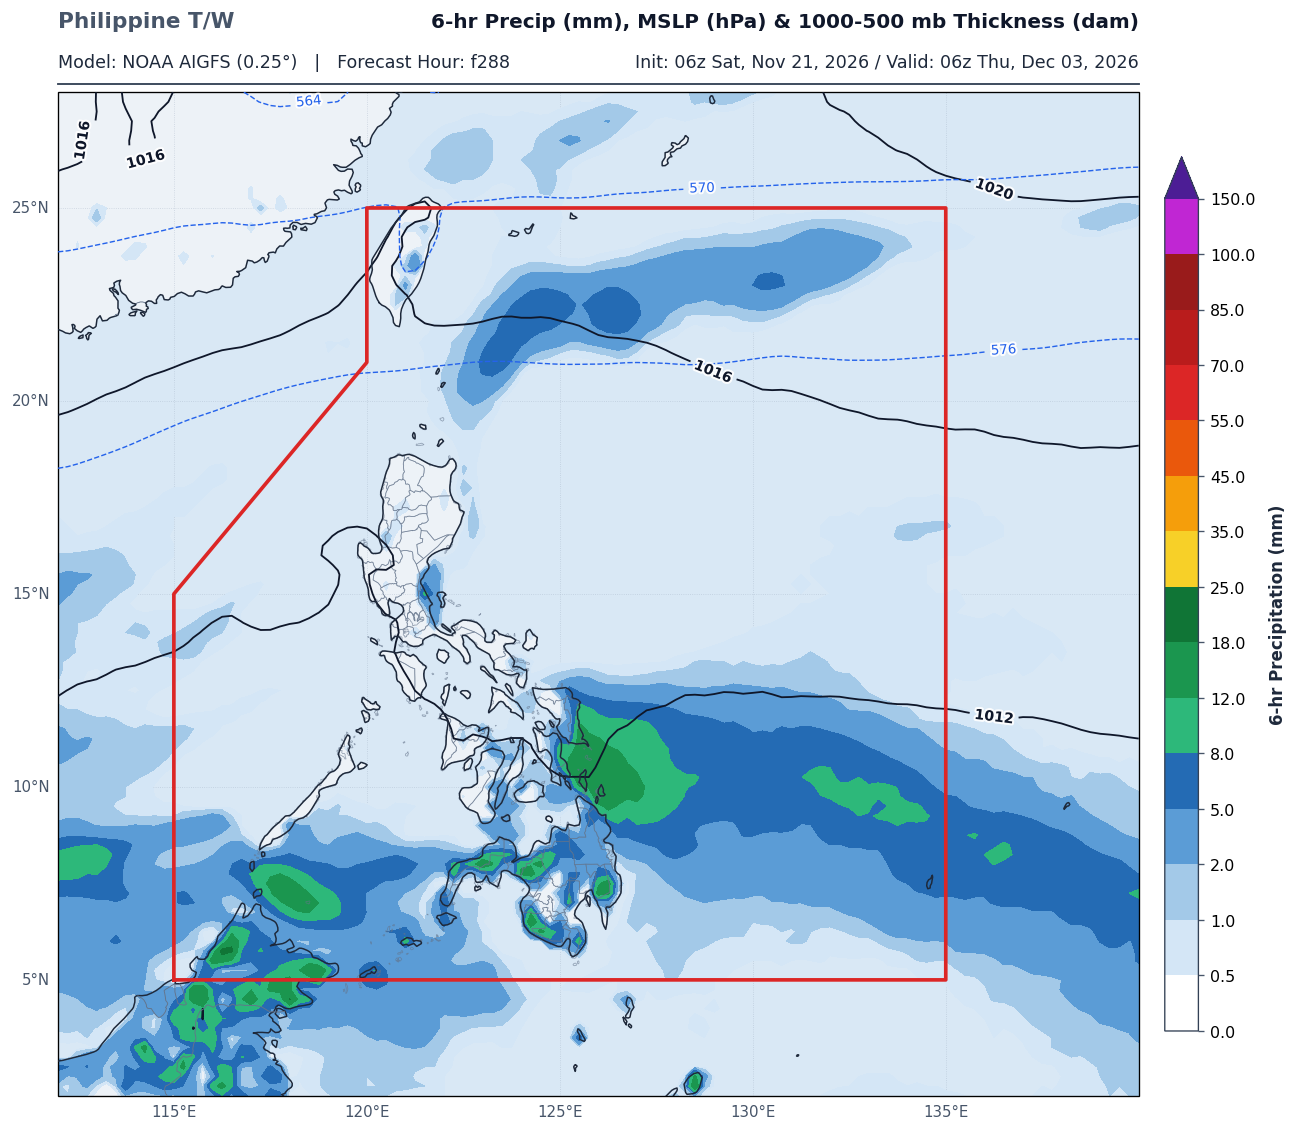 Philippine T/W
6-hr Precip (mm), MSLP (hPa) & 1000-500 mb Thickness (dam)
Model: NOAA AIGFS (0.25°) | Forecast Hour: f288
Init: 06z Sat, Nov 21, 2026 / Valid: 06z Thu, Dec 03, 2026
564
1016
1016
570
1020
576
1016
1012
25°N
20°N
15°N
10°N
5°N
115°E
120°E
125°E
130°E
135°E
150.0
100.0
85.0
70.0
55.0
45.0
35.0
25.0
18.0
12.0
8.0
5.0
2.0
1.0
0.5
0.0
6-hr Precipitation (mm)